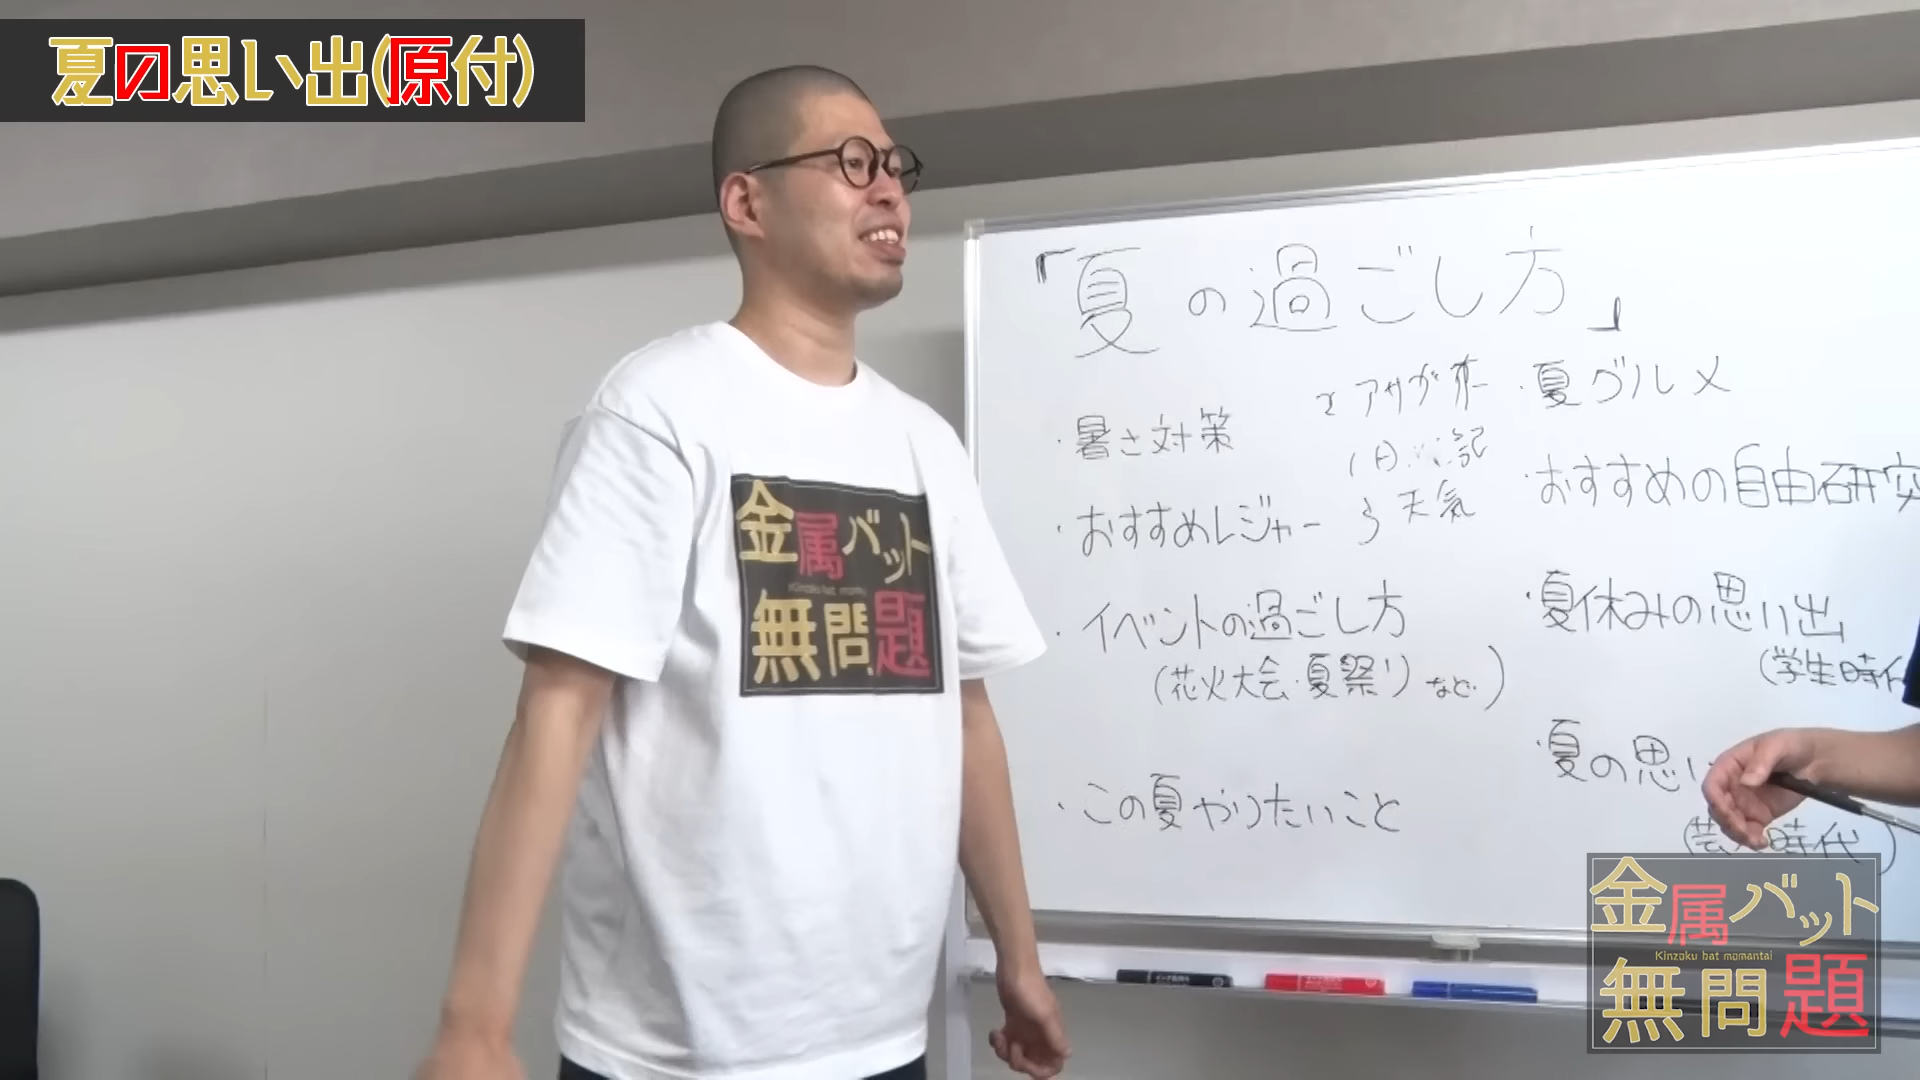 夏の思い出(原付)
「夏の過ごし方」
・暑さ対策
・おすすめレジャー
・イベントの過ごし方
(花火大会・夏祭りなど)
・この夏やりたいこと
アサガオ
天気
・夏グルメ
・おすすめの自由研究
・夏休みの思い出
(学生時代
・夏の思い
時代)
金属バット
Kinzoku bat momantai
無問題
金属バット
Kinzoku bat momantai
無問題